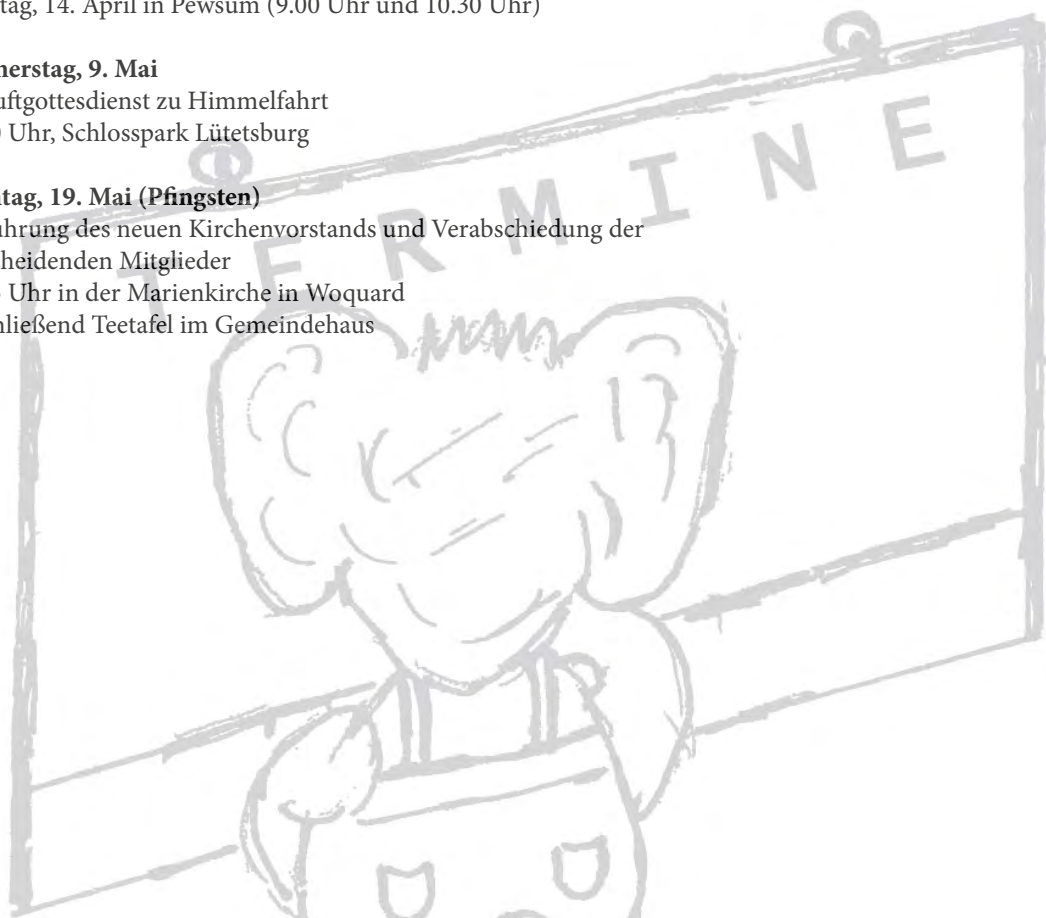 tag, 14. April in Pewsum (9.00 Uhr und 10.30 Uhr)
nerstag, 9. Mai
uftgottesdienst zu Himmelfahrt
Uhr, Schlosspark Lütetsburg
tag, 19. Mai (Pfingsten)
ührung des neuen Kirchenvorstands und Verabschiedung der
cheidenden Mitglieder
Uhr in der Marienkirche in Woquard
hließend Teetafel im Gemeindehaus
TERMINE